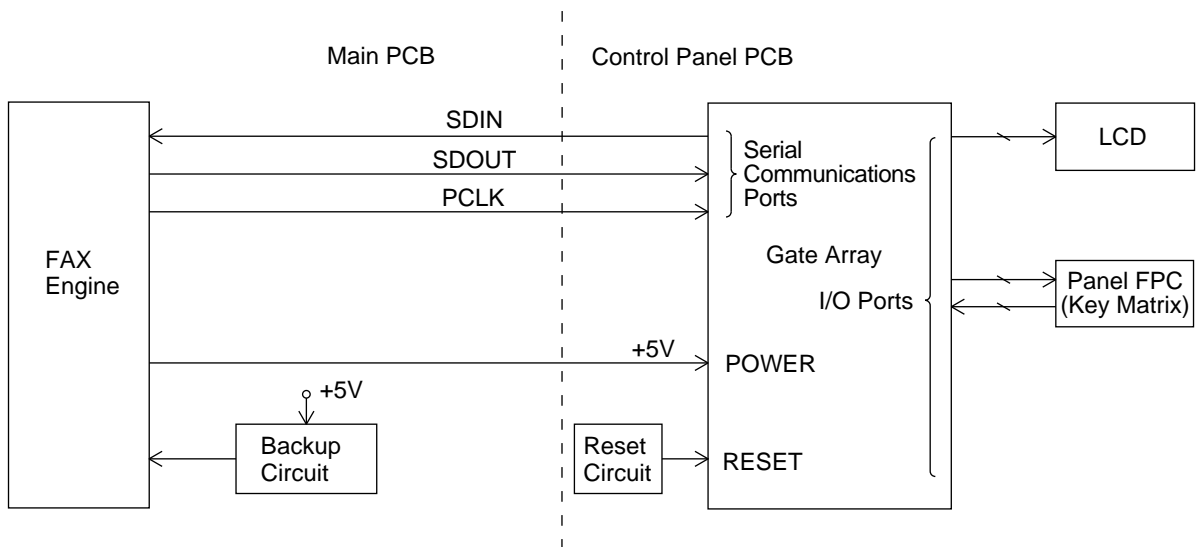 Main PCB
Control Panel PCB
SDIN
SDOUT
PCLK
Serial
Communications
Ports
LCD
FAX
Engine
Gate Array
I/O Ports
Panel FPC
(Key Matrix)
+5V
POWER
+5V
Backup
Circuit
Reset
Circuit
RESET